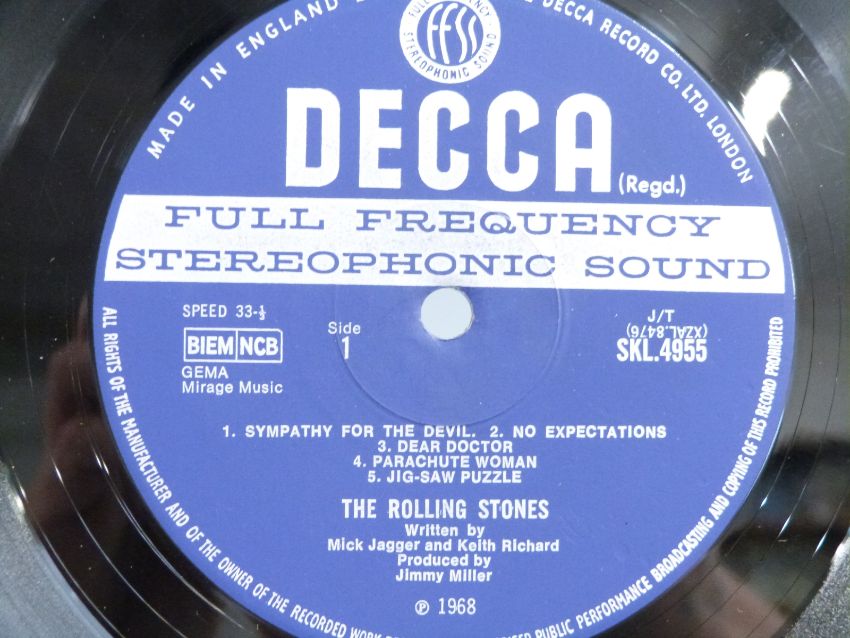 MADE IN ENGLAND
DECCA RECORD CO. LTD. LONDON
FULL FREQUENCY
ffss
STEREOPHONIC SOUND
DECCA
(Regd.)
FULL FREQUENCY
STEREOPHONIC SOUND
SPEED 33-⅓
BIEM NCB
GEMA
Mirage Music
Side
1
J/T
(XZAL.8476)
SKL.4955
1. SYMPATHY FOR THE DEVIL. 2. NO EXPECTATIONS
3. DEAR DOCTOR
4. PARACHUTE WOMAN
5. JIG-SAW PUZZLE
THE ROLLING STONES
Written by
Mick Jagger and Keith Richard
Produced by
Jimmy Miller
℗ 1968
ALL RIGHTS OF THE MANUFACTURER AND OF THE OWNER OF THE RECORDED WORK
PUBLIC PERFORMANCE BROADCASTING AND COPYING OF THIS RECORD PROHIBITED